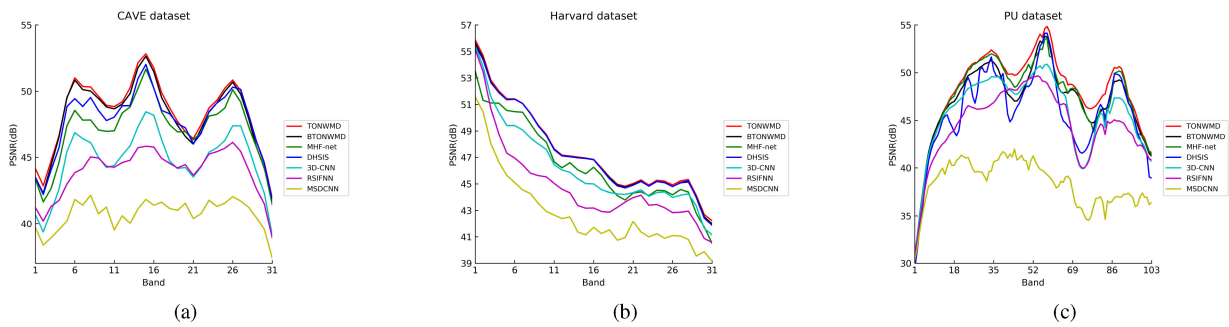 CAVE dataset
PSNR(dB)
55
50
45
40
1 6 11 16 21 26 31
Band
TONWMD
BTONWMD
MHF-net
DHSIS
3D-CNN
RSIFNN
MSDCNN
(a)
Harvard dataset
PSNR(dB)
57
55
53
51
49
47
45
43
41
39
1 6 11 16 21 26 31
Band
TONWMD
BTONWMD
MHF-net
DHSIS
3D-CNN
RSIFNN
MSDCNN
(b)
PU dataset
PSNR(dB)
55
50
45
40
35
30
1 18 35 52 69 86 103
Band
TONWMD
BTONWMD
MHF-net
DHSIS
3D-CNN
RSIFNN
MSDCNN
(c)